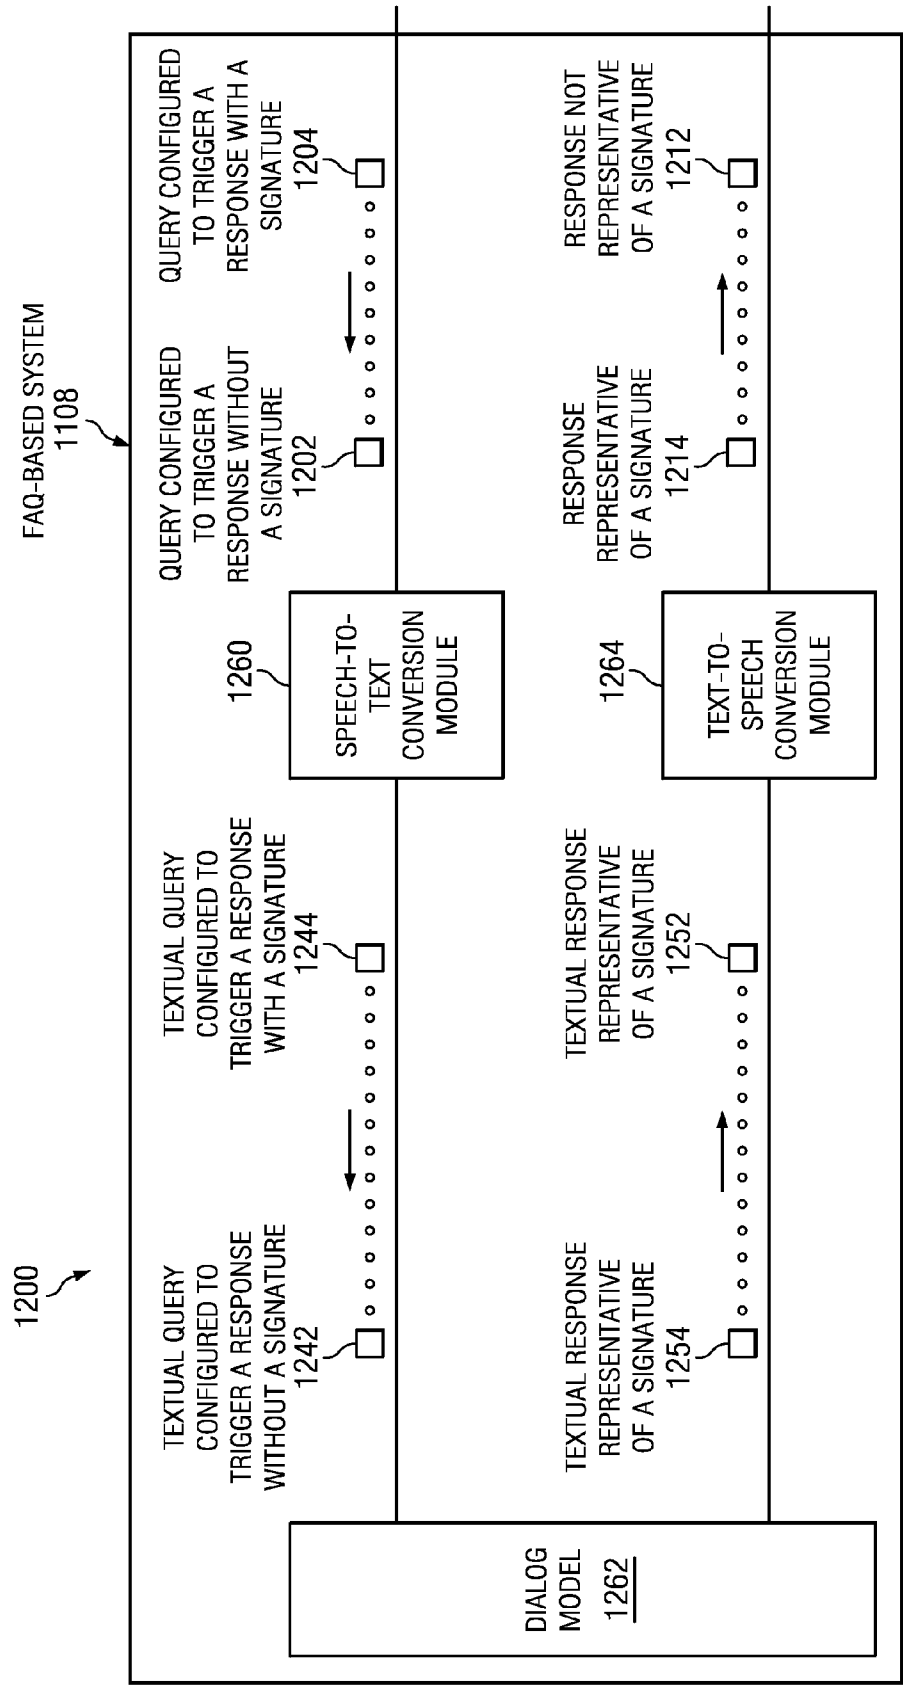 1200
FAQ-BASED SYSTEM
1108
TEXTUAL QUERY
CONFIGURED TO
TRIGGER A RESPONSE
WITHOUT A SIGNATURE
1242
TEXTUAL QUERY
CONFIGURED TO
TRIGGER A RESPONSE
WITH A SIGNATURE
1244
1260
SPEECH-TO-
TEXT
CONVERSION
MODULE
QUERY CONFIGURED
TO TRIGGER A
RESPONSE WITHOUT
A SIGNATURE
1202
QUERY CONFIGURED
TO TRIGGER A
RESPONSE WITH A
SIGNATURE
1204
DIALOG
MODEL
1262
TEXTUAL RESPONSE
REPRESENTATIVE
OF A SIGNATURE
1254
TEXTUAL RESPONSE
REPRESENTATIVE
OF A SIGNATURE
1252
1264
TEXT-TO-
SPEECH
CONVERSION
MODULE
RESPONSE
REPRESENTATIVE
OF A SIGNATURE
1214
RESPONSE NOT
REPRESENTATIVE
OF A SIGNATURE
1212